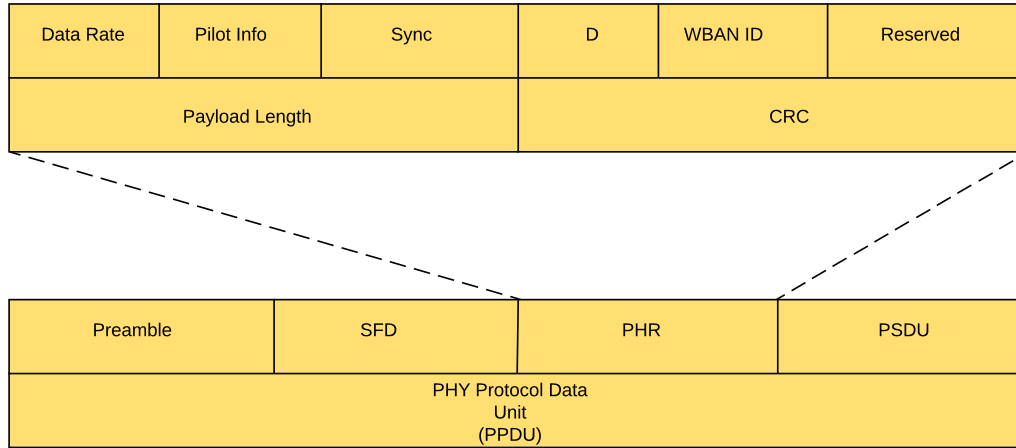 Data Rate
Pilot Info
Sync
D
WBAN ID
Reserved
Payload Length
CRC
Preamble
SFD
PHR
PSDU
PHY Protocol Data
Unit
(PPDU)